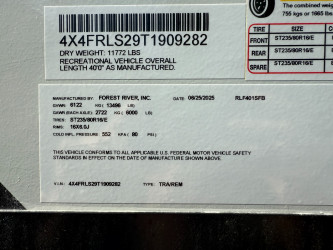 The combined weig
755 kgs or 1665 lbs
4X4FRLS29T1909282
DRY WEIGHT: 11772 LBS
RECREATIONAL VEHICLE OVERALL
LENGTH 40'0" AS MANUFACTURED.
TIRE SIZE
FRONT ST235/80R16/E
REAR ST235/80R16/E
SPARE ST235/80R16/E
MANUFACTURED BY: FOREST RIVER, INC. DATE: 06/25/2025 RLF401SFB
GVWR: 6122 KG ( 13496 LB)
GAWR (EACH AXLE): 2722 KG ( 6000 LB)
TIRES: ST235/80R16/E
RIMS: 16X6.0J
COLD INFL. PRESSURE: 552 KPA ( 80 PSI)
THIS VEHICLE CONFORMS TO ALL APPLICABLE U.S. FEDERAL MOTOR VEHICLE SAFETY
STANDARDS IN EFFECT ON THE DATE OF MANUFACTURE SHOWN ABOVE.
V.I.N.: 4X4FRLS29T1909282 TYPE: TRA/REM